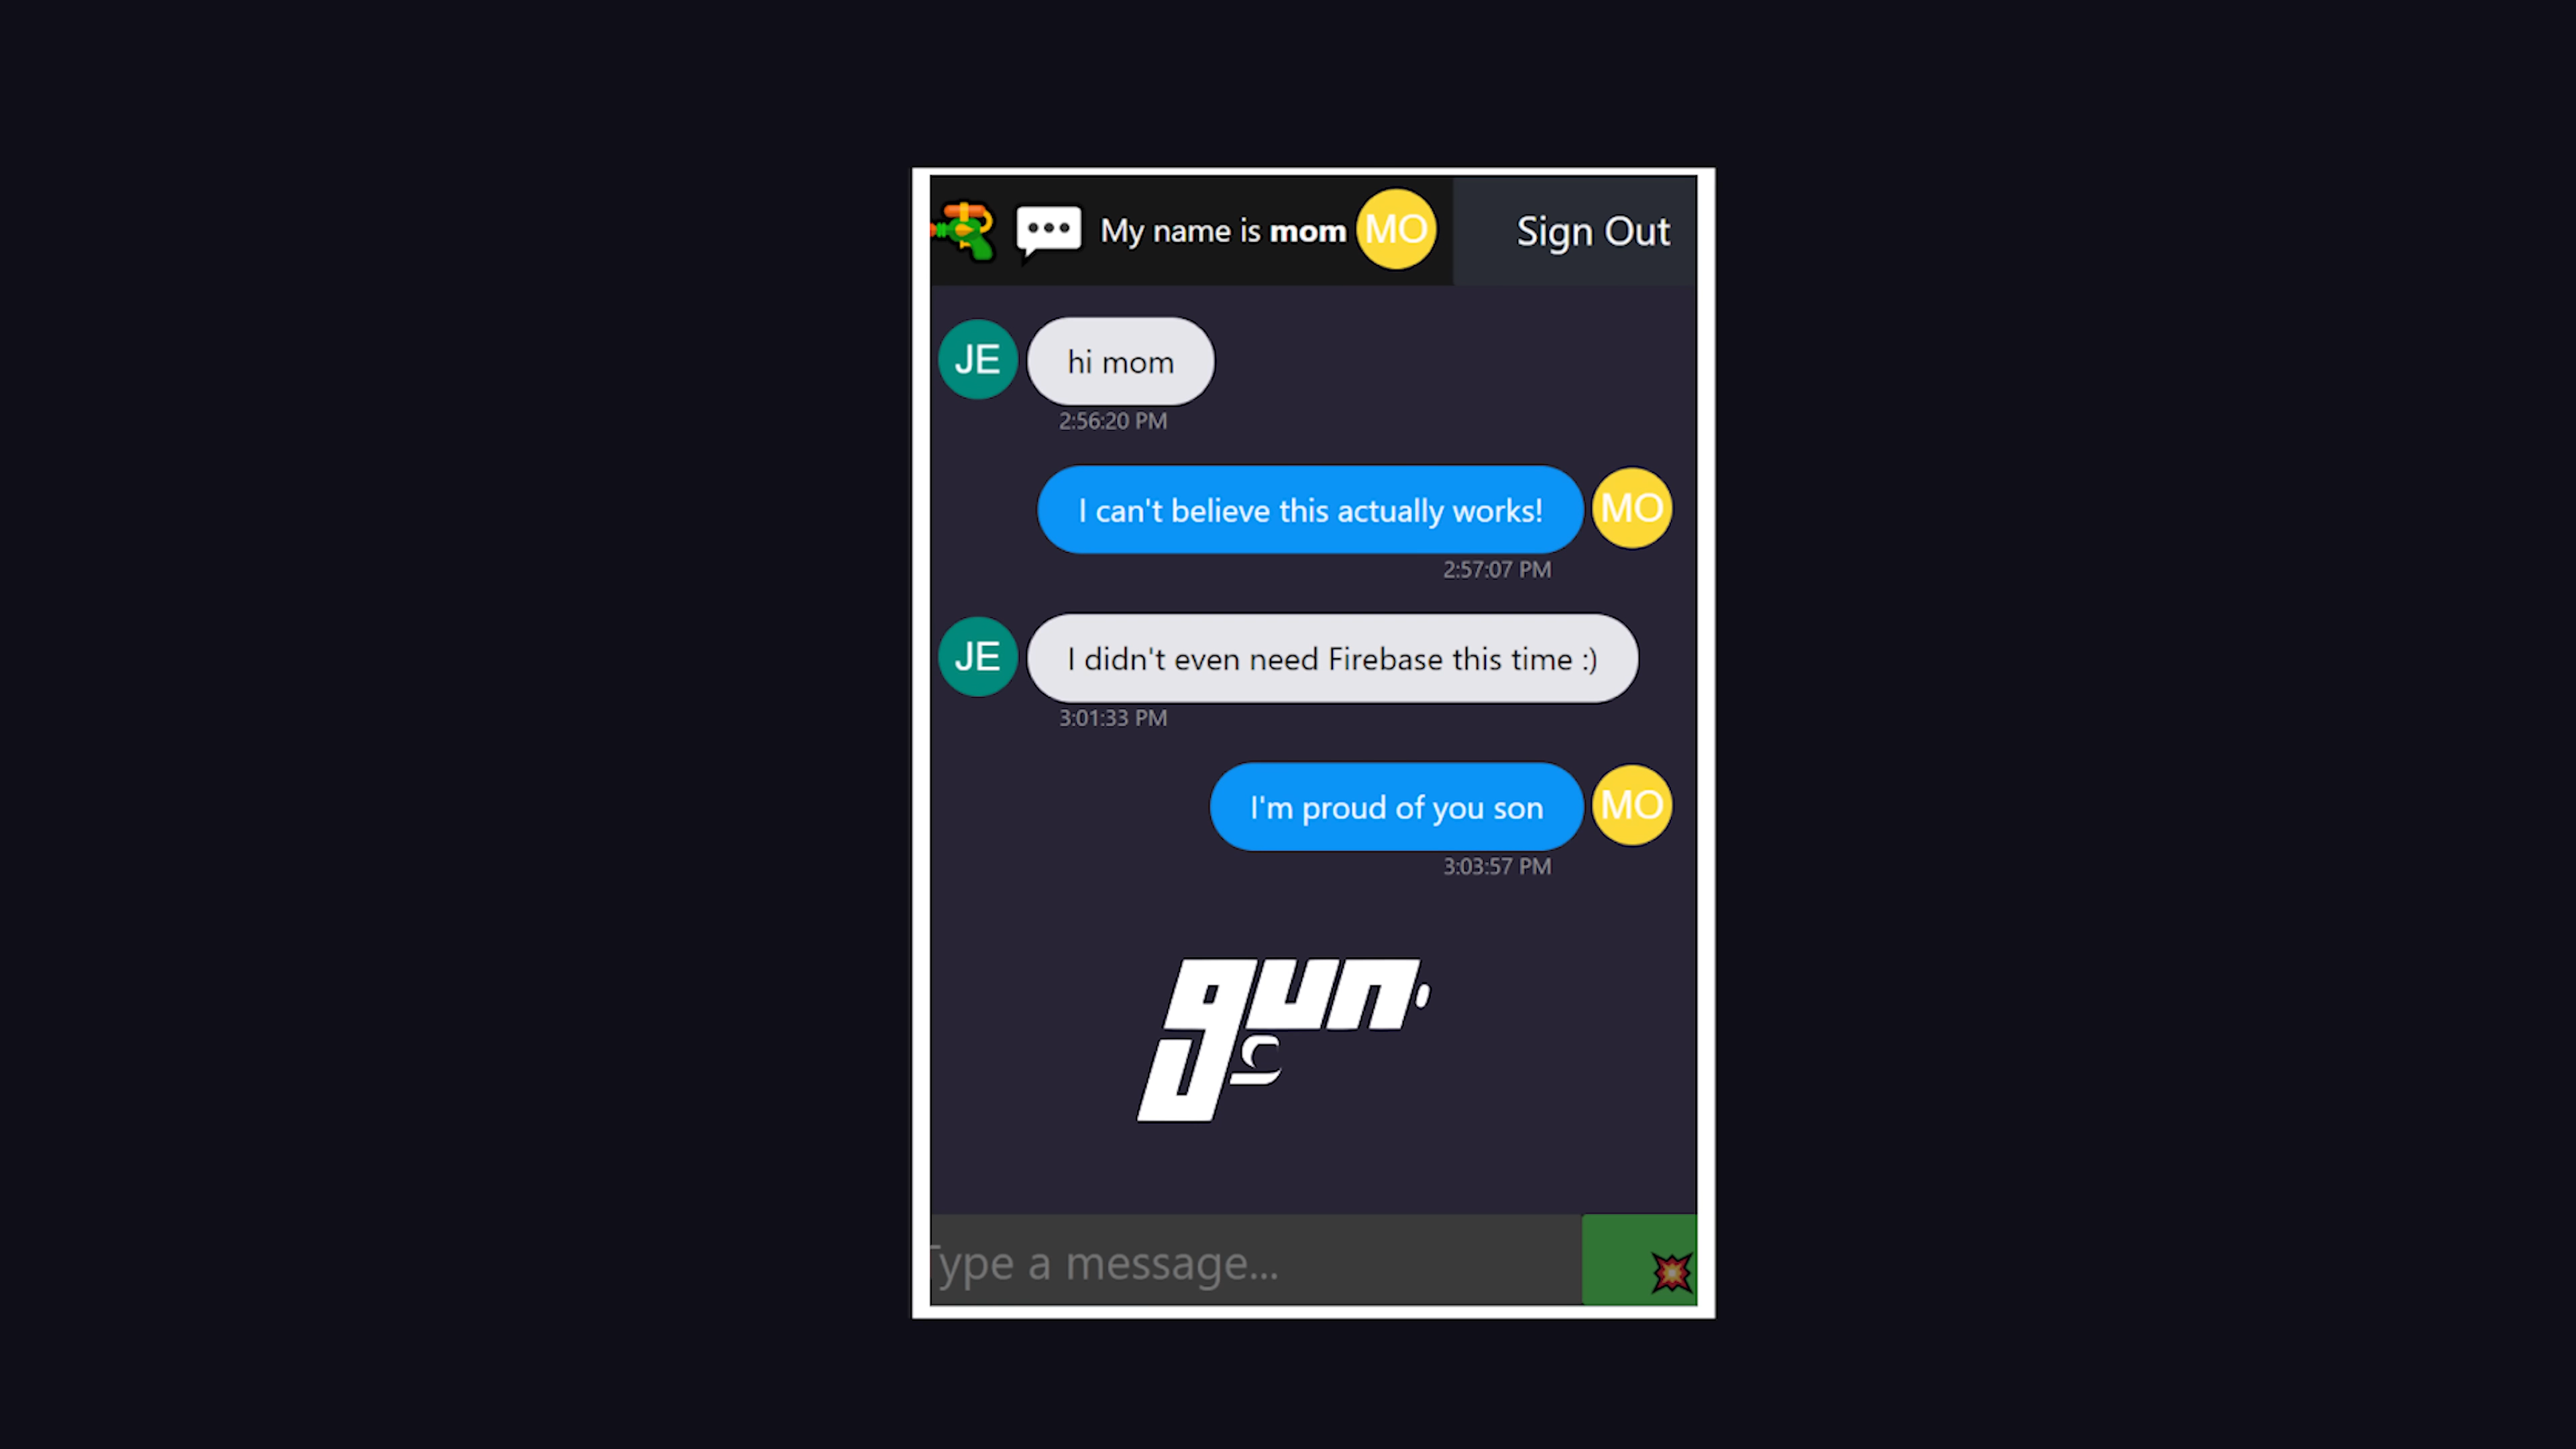 My name is mom MO Sign Out
JE hi mom
2:56:20 PM
I can't believe this actually works! MO
2:57:07 PM
JE I didn't even need Firebase this time :)
3:01:33 PM
I'm proud of you son MO
3:03:57 PM
gun
Type a message...